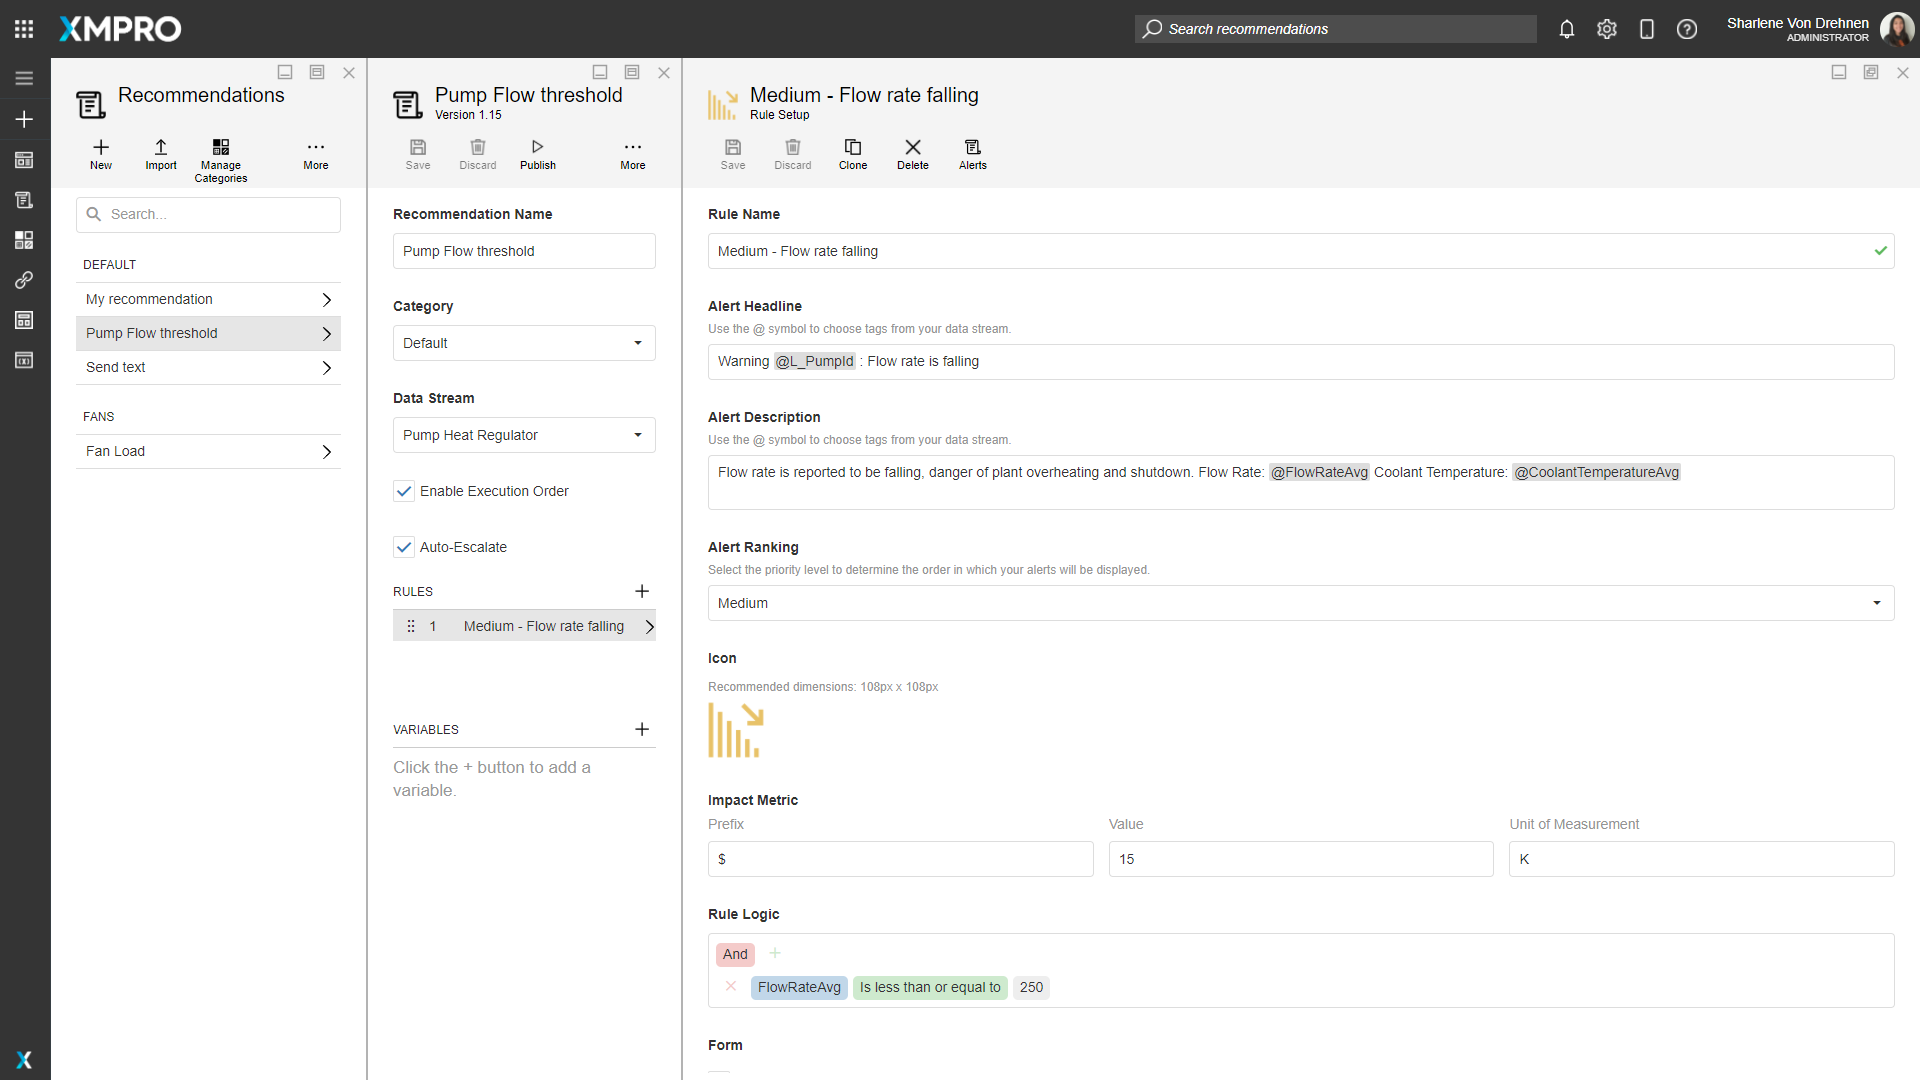 XMPRO
Search recommendations
Sharlene Von Drehnen
ADMINISTRATOR
Recommendations
New
Import
Manage Categories
More
Search...
DEFAULT
My recommendation
Pump Flow threshold
Send text
FANS
Fan Load
Pump Flow threshold
Version 1.15
Save
Discard
Publish
More
Recommendation Name
Pump Flow threshold
Category
Default
Data Stream
Pump Heat Regulator
Enable Execution Order
Auto-Escalate
RULES
1 Medium - Flow rate falling
VARIABLES
Click the + button to add a
variable.
Medium - Flow rate falling
Rule Setup
Save
Discard
Clone
Delete
Alerts
Rule Name
Medium - Flow rate falling
Alert Headline
Use the @ symbol to choose tags from your data stream.
Warning @L_PumpId : Flow rate is falling
Alert Description
Use the @ symbol to choose tags from your data stream.
Flow rate is reported to be falling, danger of plant overheating and shutdown. Flow Rate: @FlowRateAvg Coolant Temperature: @CoolantTemperatureAvg
Alert Ranking
Select the priority level to determine the order in which your alerts will be displayed.
Medium
Icon
Recommended dimensions: 108px x 108px
Impact Metric
Prefix Value Unit of Measurement
$ 15 K
Rule Logic
And
FlowRateAvg Is less than or equal to 250
Form